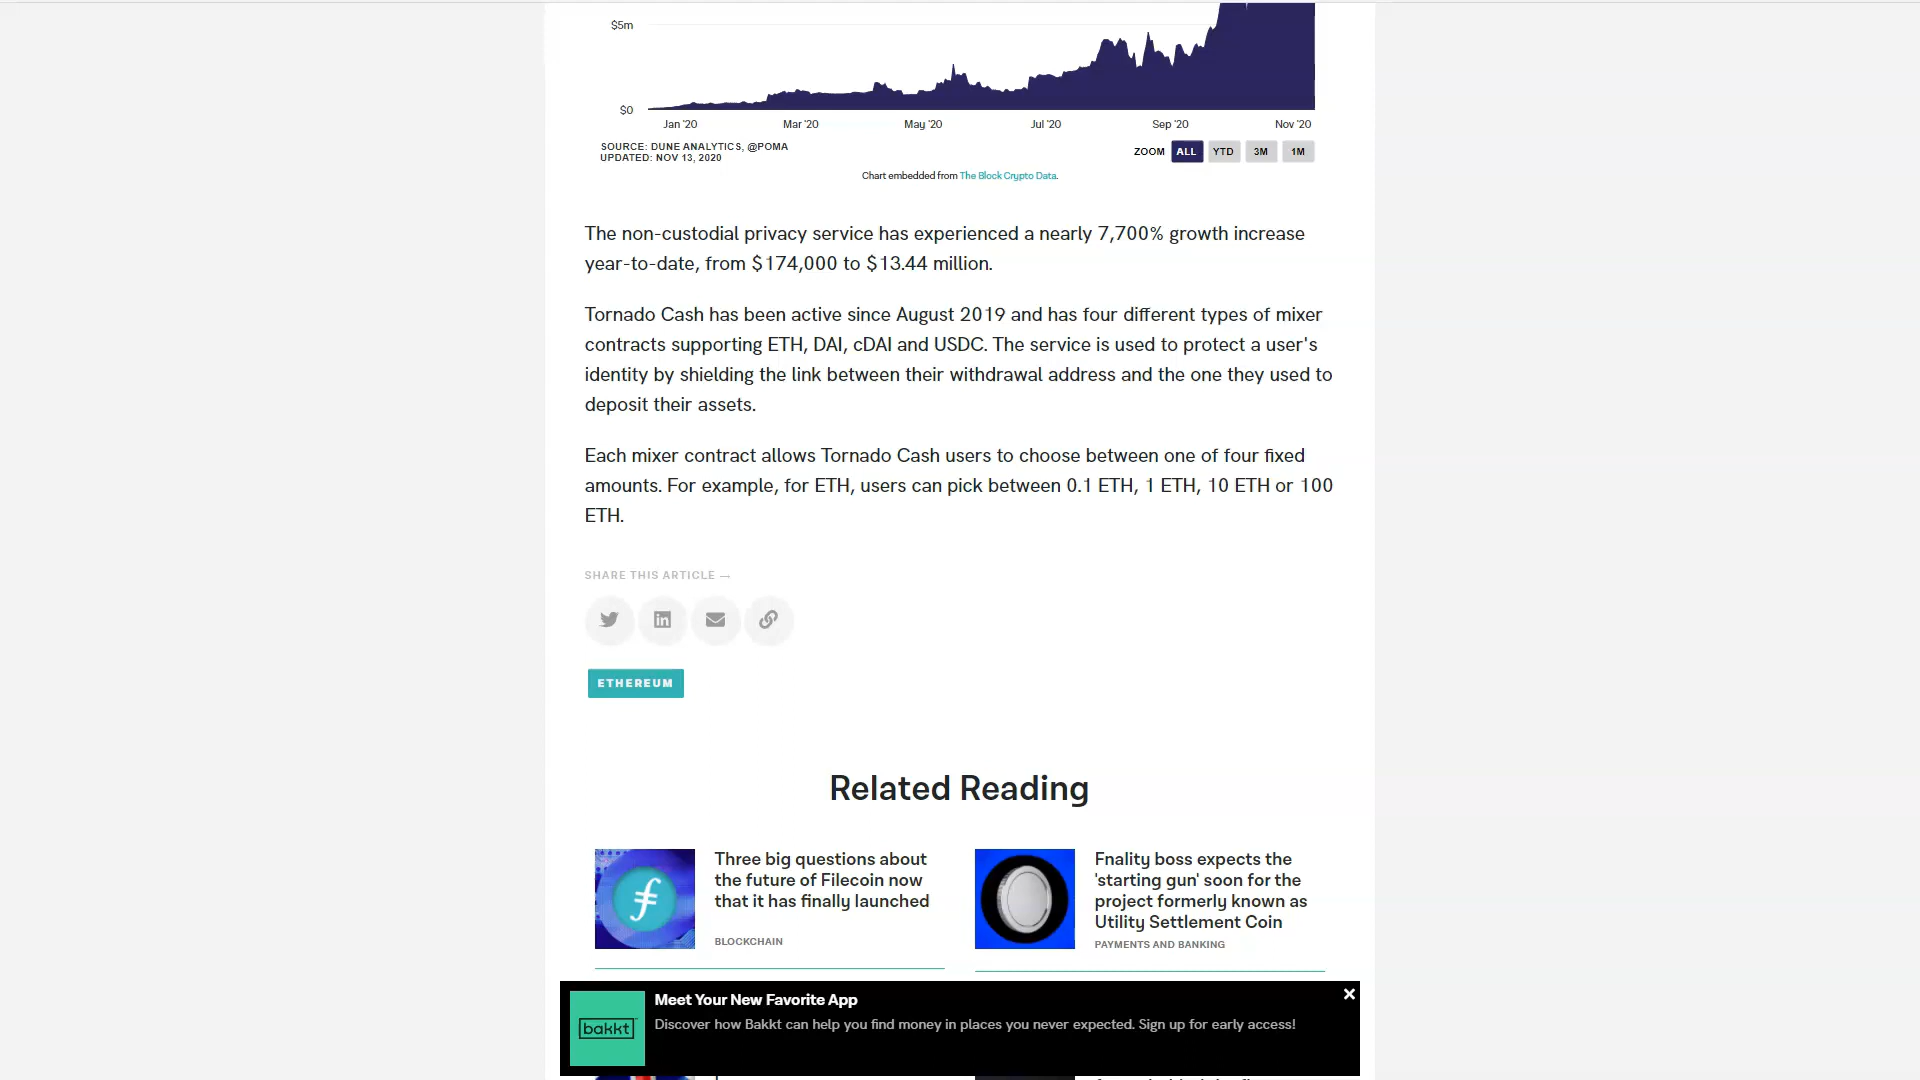 $5m
$0
Jan '20 Mar '20 May '20 Jul '20 Sep '20 Nov '20
SOURCE: DUNE ANALYTICS, @POMA
UPDATED: NOV 13, 2020
ZOOM ALL YTD 3M 1M
Chart embedded from The Block Crypto Data.
The non-custodial privacy service has experienced a nearly 7,700% growth increase
year-to-date, from $174,000 to $13.44 million.
Tornado Cash has been active since August 2019 and has four different types of mixer
contracts supporting ETH, DAI, cDAI and USDC. The service is used to protect a user's
identity by shielding the link between their withdrawal address and the one they used to
deposit their assets.
Each mixer contract allows Tornado Cash users to choose between one of four fixed
amounts. For example, for ETH, users can pick between 0.1 ETH, 1 ETH, 10 ETH or 100
ETH.
SHARE THIS ARTICLE →
ETHEREUM
Related Reading
Three big questions about
the future of Filecoin now
that it has finally launched
BLOCKCHAIN
Fnality boss expects the
'starting gun' soon for the
project formerly known as
Utility Settlement Coin
PAYMENTS AND BANKING
bakkt
Meet Your New Favorite App
Discover how Bakkt can help you find money in places you never expected. Sign up for early access!